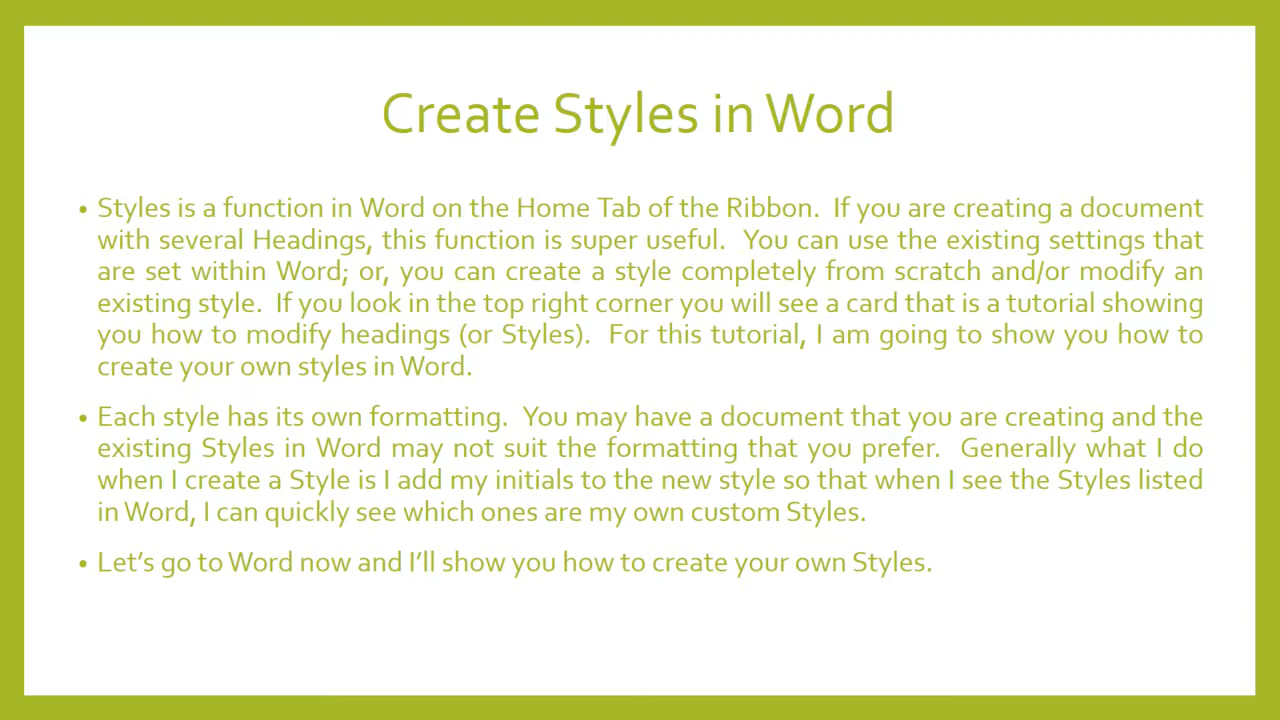 Create Styles in Word
• Styles is a function in Word on the Home Tab of the Ribbon.  If you are creating a document
with several Headings, this function is super useful.  You can use the existing settings that
are set within Word; or, you can create a style completely from scratch and/or modify an
existing style.  If you look in the top right corner you will see a card that is a tutorial showing
you how to modify headings (or Styles).  For this tutorial, I am going to show you how to
create your own styles in Word.
• Each style has its own formatting.  You may have a document that you are creating and the
existing Styles in Word may not suit the formatting that you prefer.  Generally what I do
when I create a Style is I add my initials to the new style so that when I see the Styles listed
in Word, I can quickly see which ones are my own custom Styles.
• Let’s go to Word now and I’ll show you how to create your own Styles.